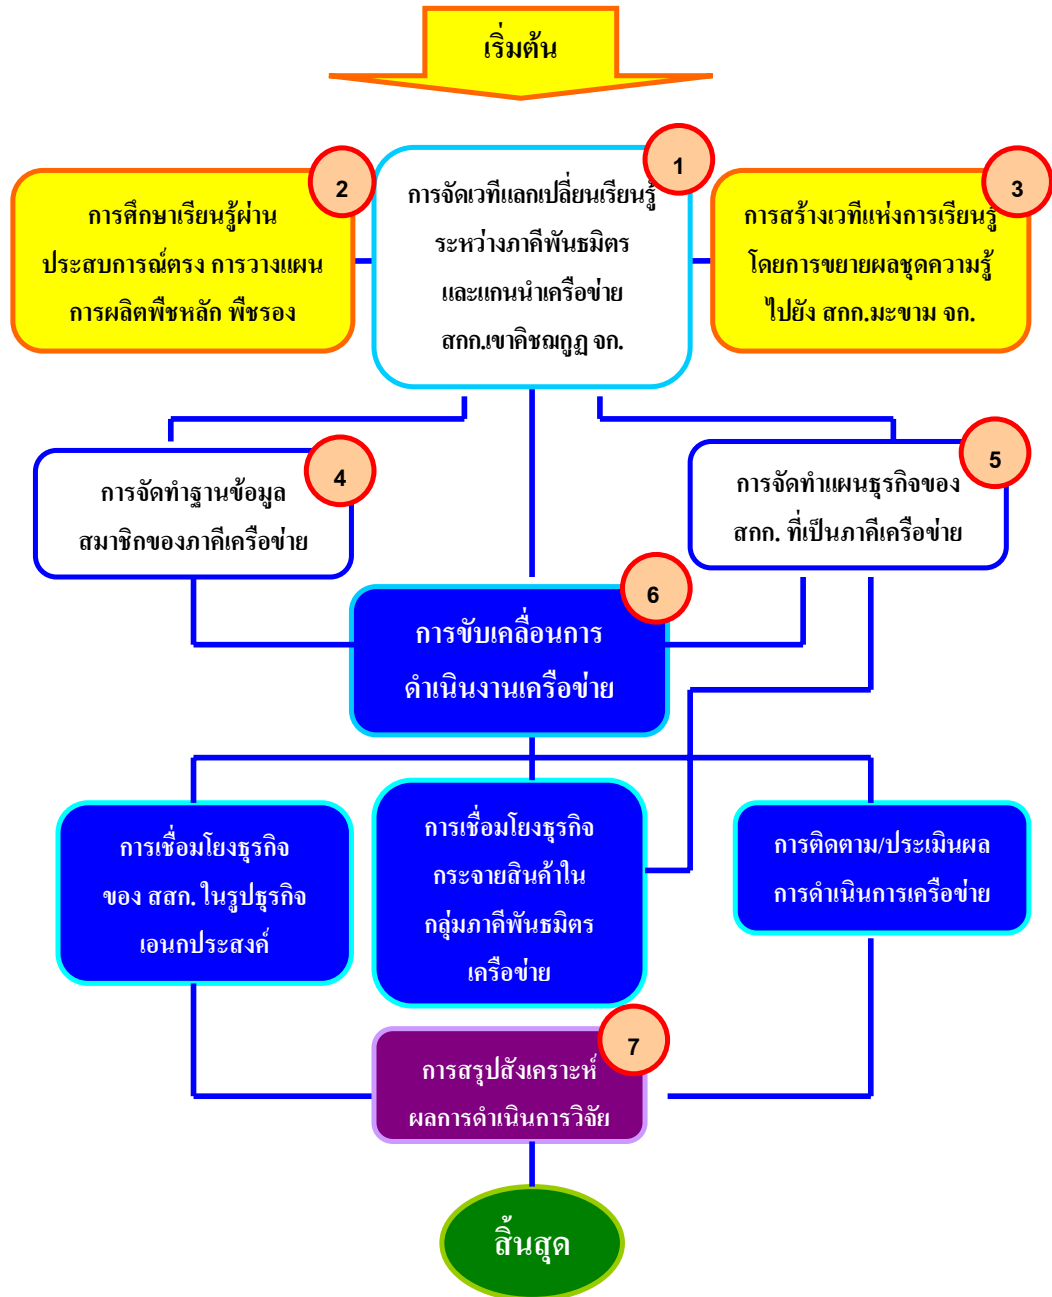 เริ่มต้น
1
การจัดเวทีแลกเปลี่ยนเรียนรู้
ระหว่างภาคีพันธมิตร
และแกนนำเครือข่าย
สกก.เขาคิชฌกูฏ จก.
2
การศึกษาเรียนรู้ผ่าน
ประสบการณ์ตรง การวางแผน
การผลิตพืชหลัก พืชรอง
3
การสร้างเวทีแห่งการเรียนรู้
โดยการขยายผลชุดความรู้
ไปยัง สกก.มะขาม จก.
4
การจัดทำฐานข้อมูล
สมาชิกของภาคีเครือข่าย
5
การจัดทำแผนธุรกิจของ
สกก. ที่เป็นภาคีเครือข่าย
6
การขับเคลื่อนการ
ดำเนินงานเครือข่าย
การเชื่อมโยงธุรกิจ
ของ สสก. ในรูปธุรกิจ
เอนกประสงค์
การเชื่อมโยงธุรกิจ
กระจายสินค้าใน
กลุ่มภาคีพันธมิตร
เครือข่าย
การติดตาม/ประเมินผล
การดำเนินการเครือข่าย
7
การสรุปสังเคราะห์
ผลการดำเนินการวิจัย
สิ้นสุด